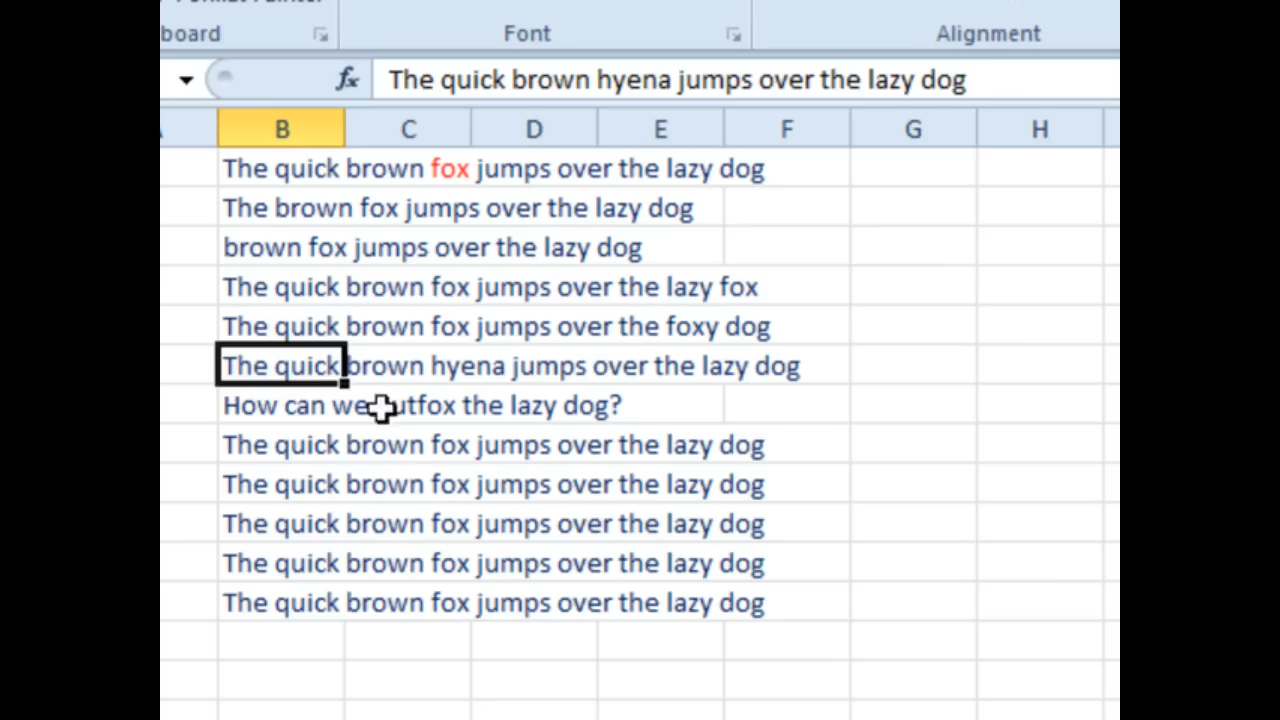 board Font Alignment
fx The quick brown hyena jumps over the lazy dog
B C D E F G H
The quick brown fox jumps over the lazy dog
The brown fox jumps over the lazy dog
brown fox jumps over the lazy dog
The quick brown fox jumps over the lazy fox
The quick brown fox jumps over the foxy dog
The quick brown hyena jumps over the lazy dog
How can we outfox the lazy dog?
The quick brown fox jumps over the lazy dog
The quick brown fox jumps over the lazy dog
The quick brown fox jumps over the lazy dog
The quick brown fox jumps over the lazy dog
The quick brown fox jumps over the lazy dog